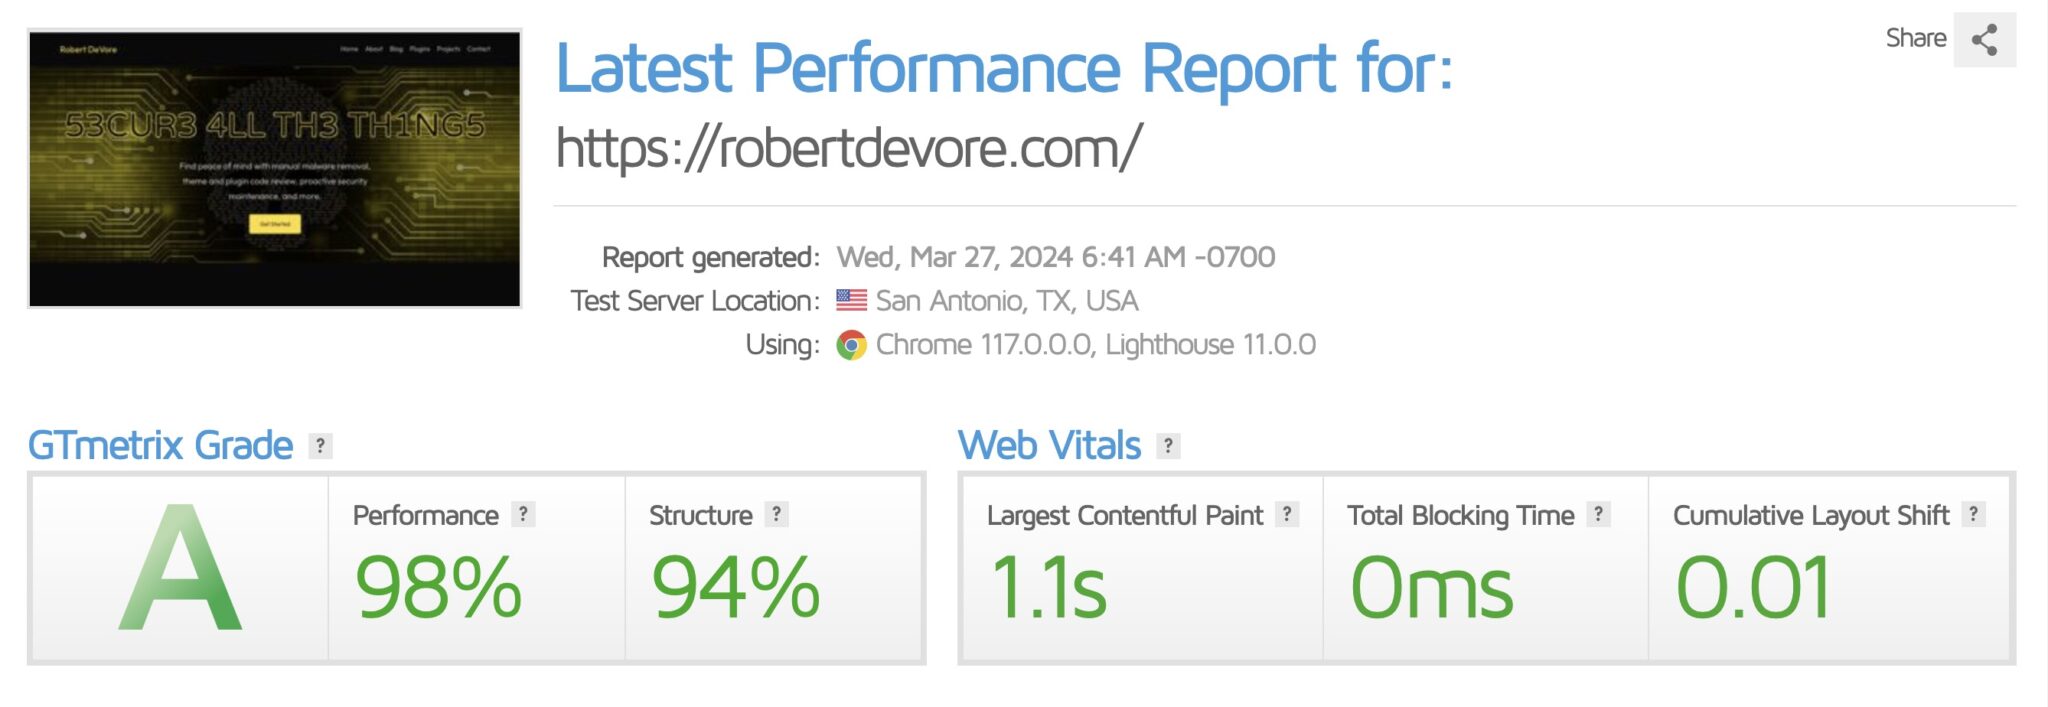 Robert DeVore
Home About Blog Plugins Projects Contact
53CUR3 4LL TH3 TH1NG5
Find peace of mind with manual malware removal,
theme and plugin code review, proactive security
maintenance, and more.
Get Started
Latest Performance Report for:
https://robertdevore.com/
Share
Report generated: Wed, Mar 27, 2024 6:41 AM -0700
Test Server Location: San Antonio, TX, USA
Using: Chrome 117.0.0.0, Lighthouse 11.0.0
GTmetrix Grade ?
A
Performance ?
98%
Structure ?
94%
Web Vitals ?
Largest Contentful Paint ?
1.1s
Total Blocking Time ?
0ms
Cumulative Layout Shift ?
0.01